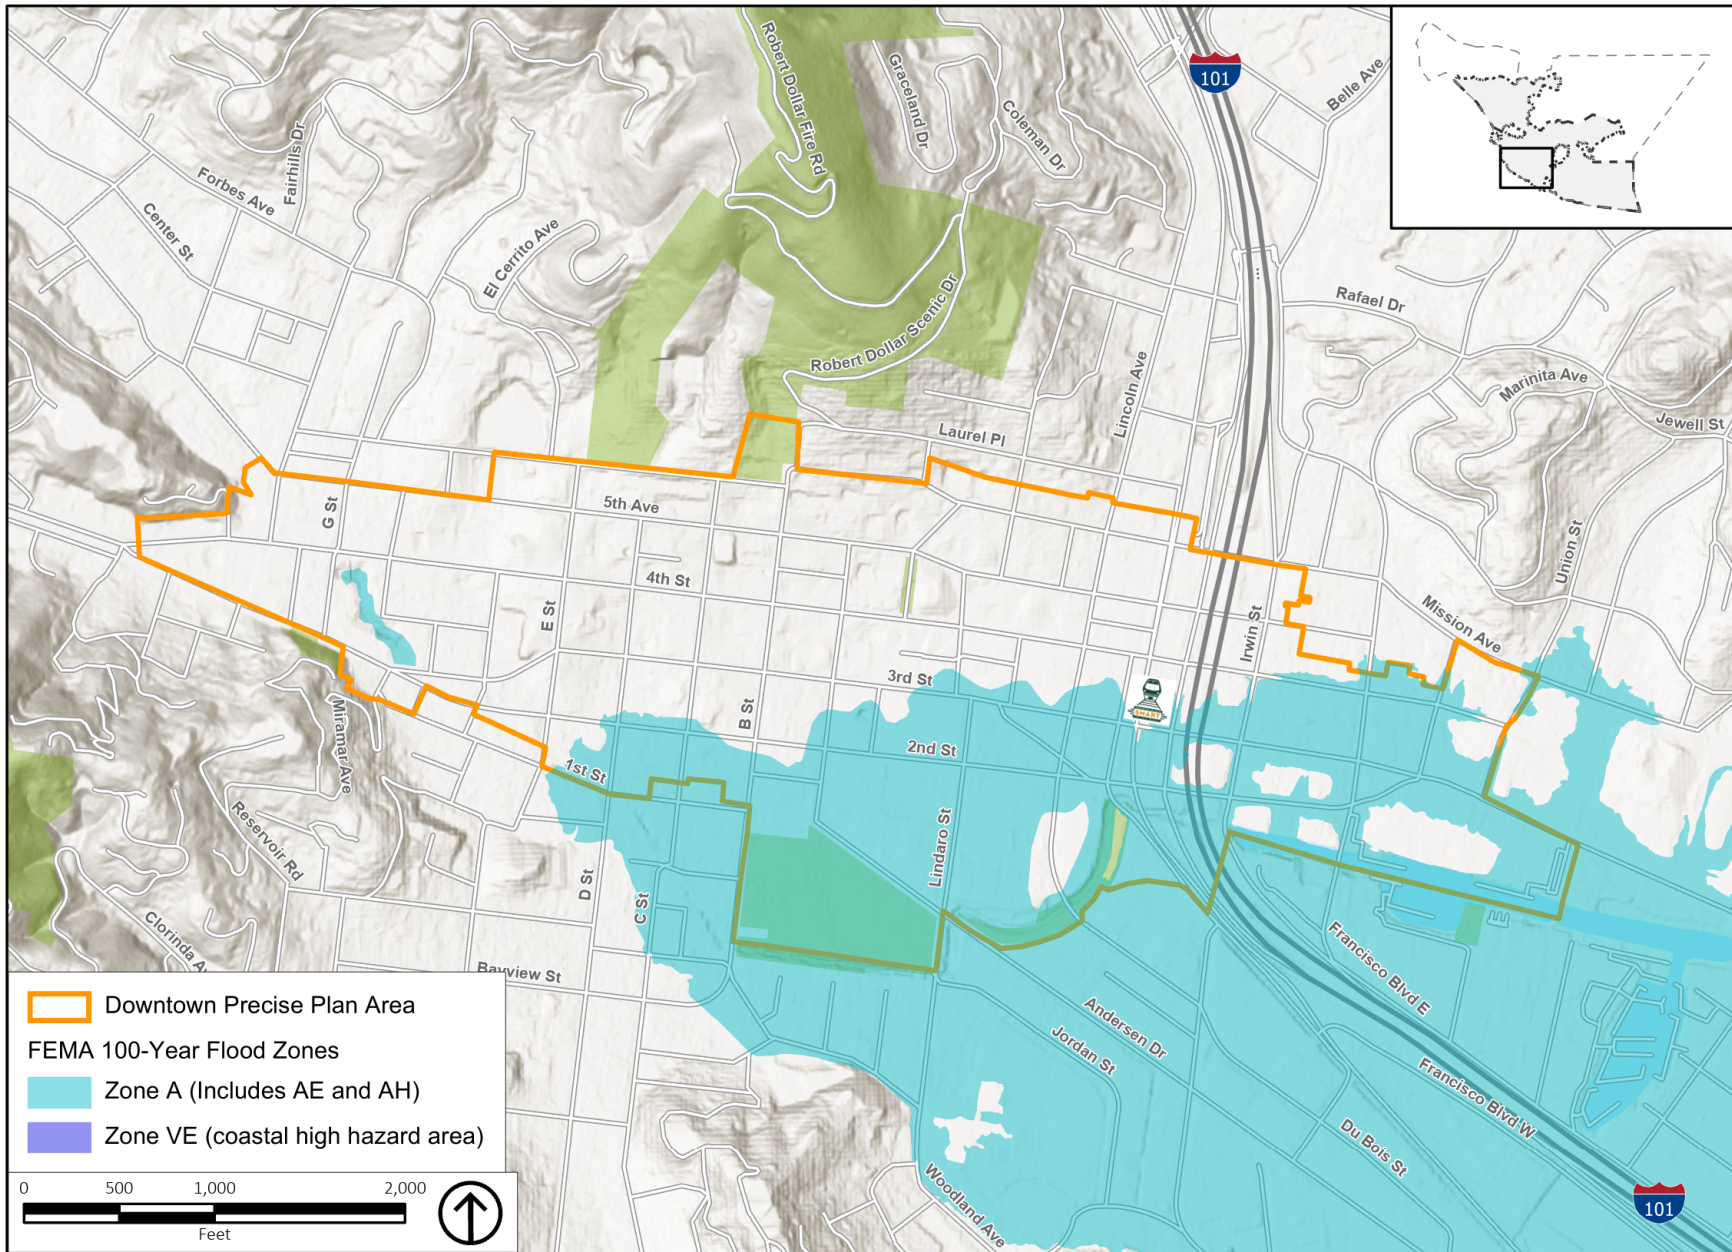 101
Robert Dollar Fire Rd
Graceland Dr
Coleman Dr
Belle Ave
Fairhills Dr
Forbes Ave
Center St
El Cerrito Ave
Rafael Dr
Robert Dollar Scenic Dr
Lincoln Ave
Marinita Ave
Jewell St
Laurel Pl
G St
5th Ave
Union St
4th St
E St
Irwin St
Mission Ave
3rd St
SMART
Miramar Ave
B St
2nd St
1st St
Reservoir Rd
Lindaro St
D St
C St
Clorinda Av
Bayview St
Francisco Blvd E
Andersen Dr
Jordan St
Francisco Blvd W
Du Bois St
Woodland Ave
101
Downtown Precise Plan Area
FEMA 100-Year Flood Zones
Zone A (Includes AE and AH)
Zone VE (coastal high hazard area)
0 500 1,000 2,000
Feet